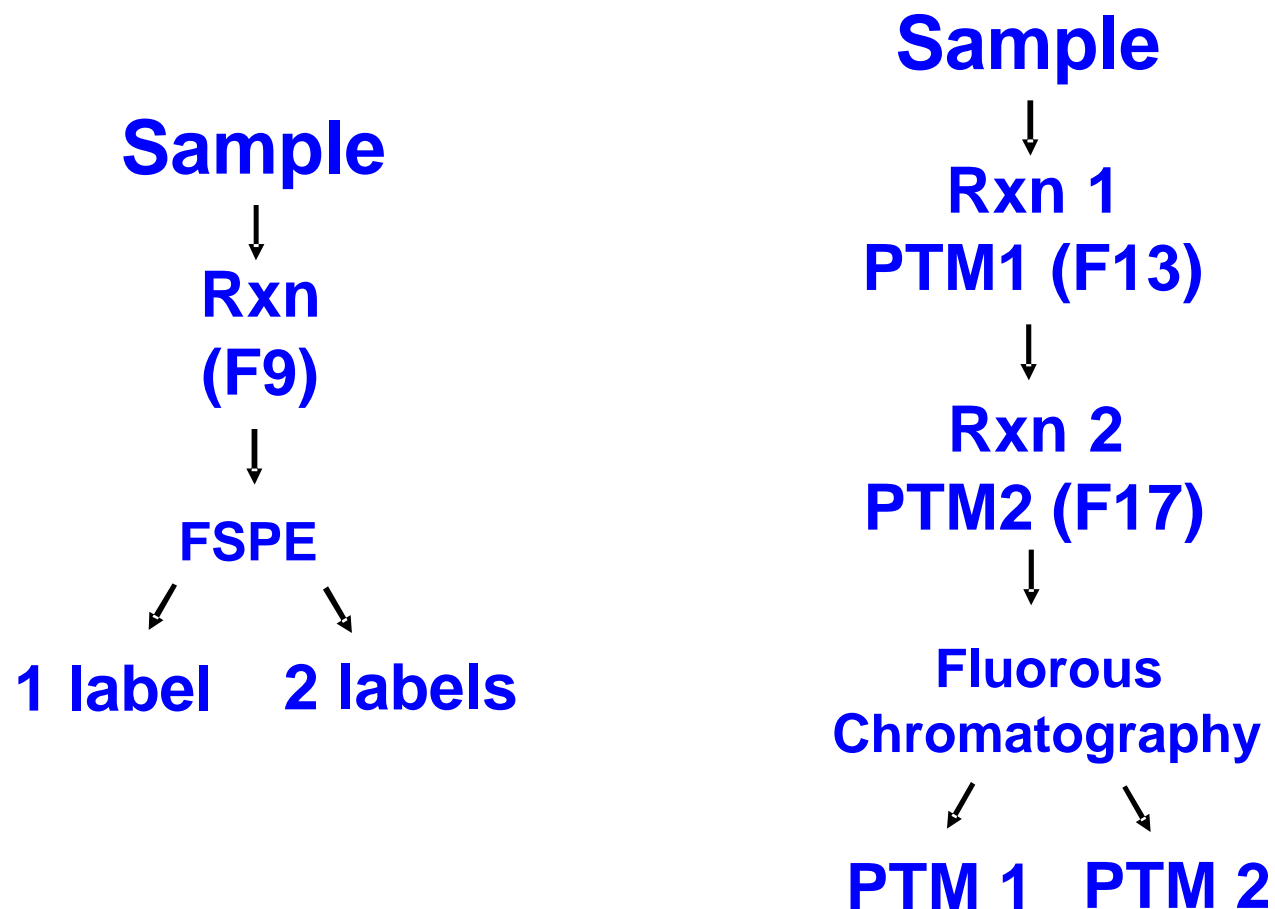 Sample
Rxn
(F9)
FSPE
1 label
2 labels
Sample
Rxn 1
PTM1 (F13)
Rxn 2
PTM2 (F17)
Fluorous
Chromatography
PTM 1
PTM 2